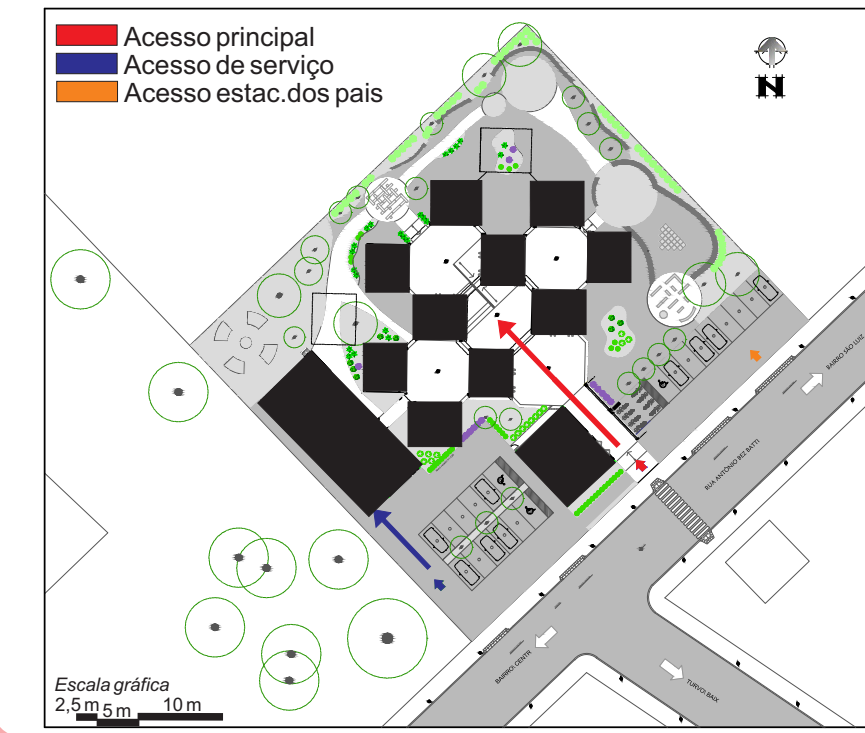 Acesso principal
Acesso de serviço
Acesso estac.dos pais
N
BAIRRO SÃO LUIZ
RUA ANTÔNIO BEZ BATTI
BAIRRO! CENTR
TURVO! BAIX
Escala gráfica
2,5 m 5 m 10 m